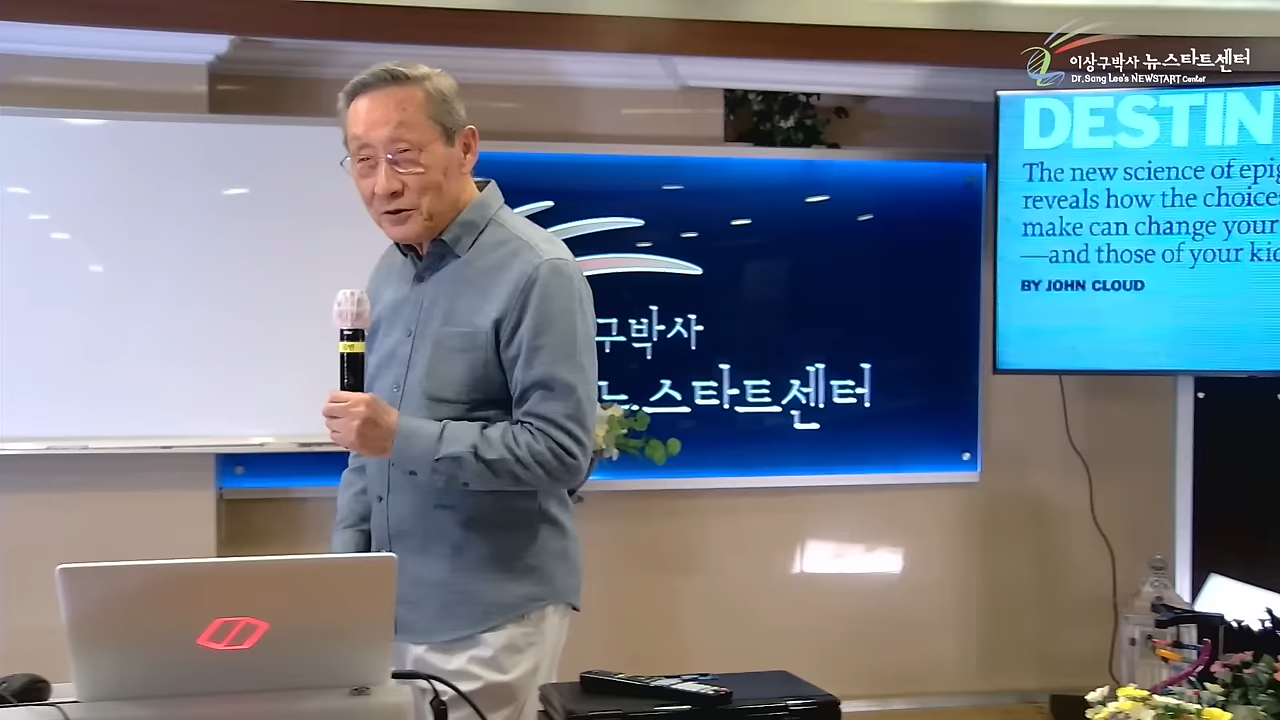 이상구박사 뉴스타트센터
Dr.Sang Lee's NEWSTART Center
DESTIN
The new science of epig
reveals how the choice
make can change your
—and those of your kid
BY JOHN CLOUD
구박사
뉴스타트센터